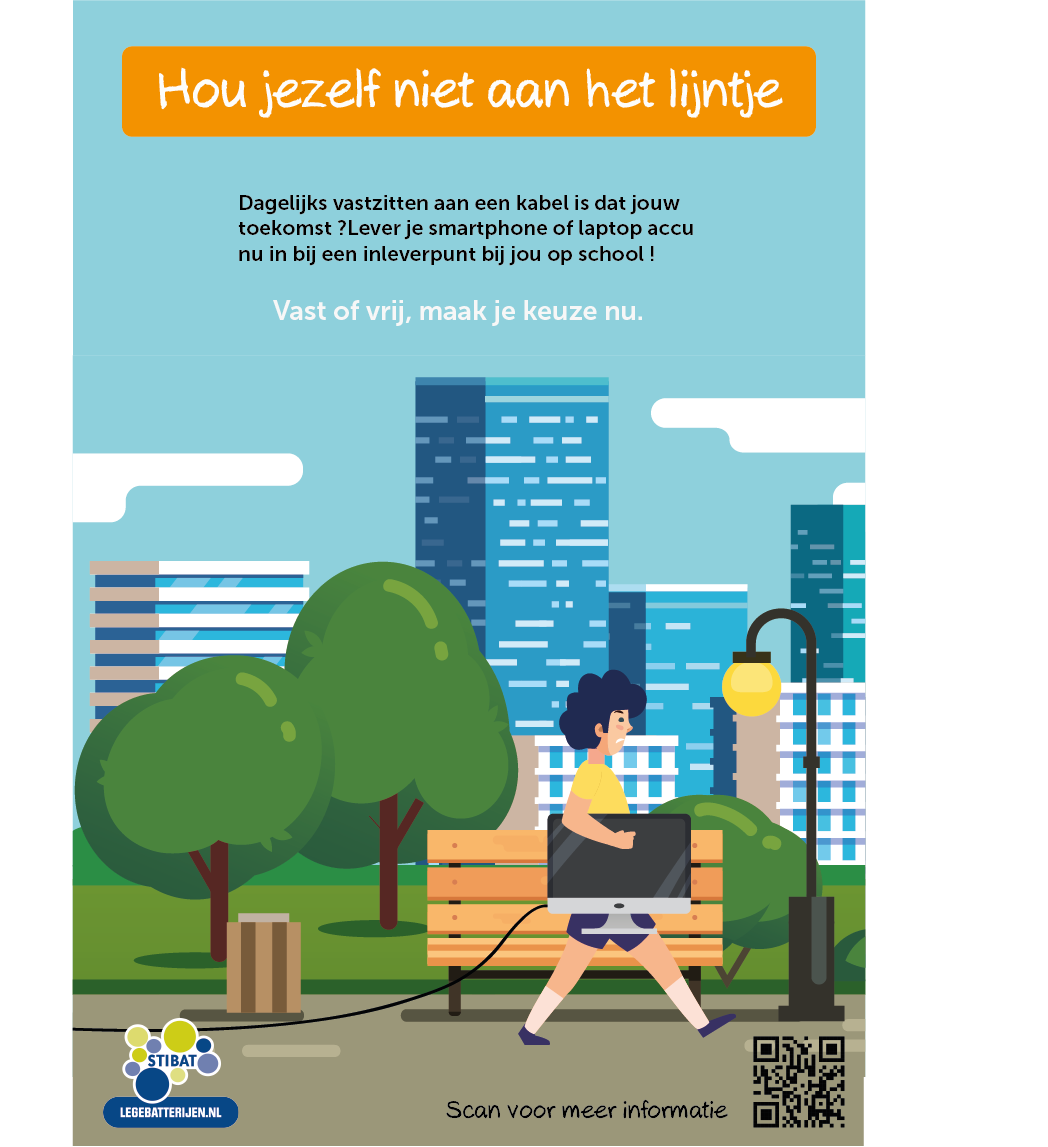 Hou jezelf niet aan het lijntje
Dagelijks vastzitten aan een kabel is dat jouw
toekomst ?Lever je smartphone of laptop accu
nu in bij een inleverpunt bij jou op school !
Vast of vrij, maak je keuze nu.
STIBAT
LEGEBATTERIJEN.NL
Scan voor meer informatie